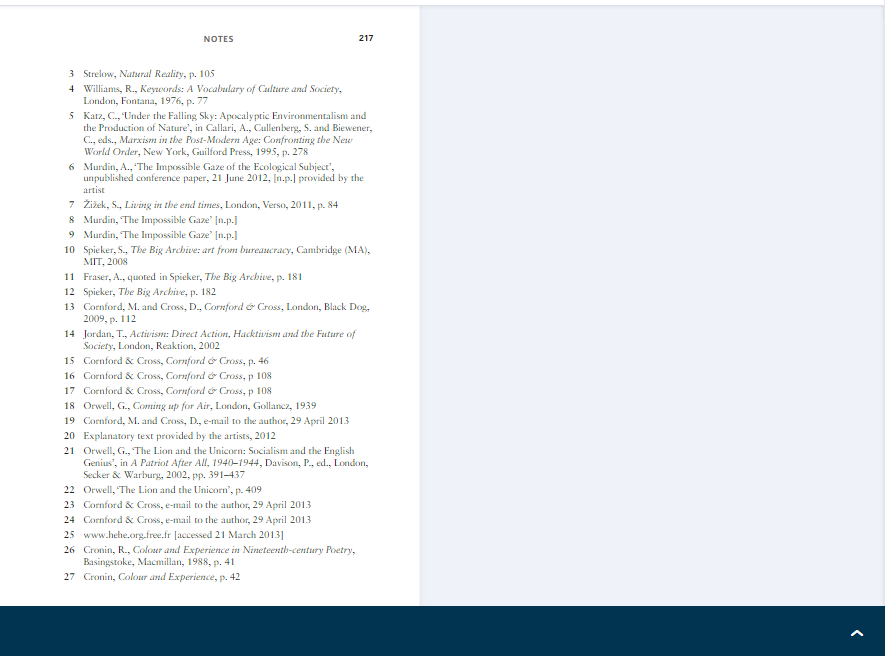 NOTES 217
3 Strelow, Natural Reality, p. 105
4 Williams, R., Keywords: A Vocabulary of Culture and Society,
London, Fontana, 1976, p. 77
5 Katz, C., ‘Under the Falling Sky: Apocalyptic Environmentalism and
the Production of Nature’, in Callari, A., Cullenberg, S. and Biewener,
C., eds., Marxism in the Post-Modern Age: Confronting the New
World Order, New York, Guilford Press, 1995, p. 278
6 Murdin, A., ‘The Impossible Gaze of the Ecological Subject’,
unpublished conference paper, 21 June 2012, [n.p.] provided by the
artist
7 Žižek, S., Living in the end times, London, Verso, 2011, p. 84
8 Murdin, ‘The Impossible Gaze’ [n.p.]
9 Murdin, ‘The Impossible Gaze’ [n.p.]
10 Spieker, S., The Big Archive: art from bureaucracy, Cambridge (MA),
MIT, 2008
11 Fraser, A., quoted in Spieker, The Big Archive, p. 181
12 Spieker, The Big Archive, p. 182
13 Cornford, M. and Cross, D., Cornford & Cross, London, Black Dog,
2009, p. 112
14 Jordan, T., Activism: Direct Action, Hacktivism and the Future of
Society, London, Reaktion, 2002
15 Cornford & Cross, Cornford & Cross, p. 46
16 Cornford & Cross, Cornford & Cross, p 108
17 Cornford & Cross, Cornford & Cross, p 108
18 Orwell, G., Coming up for Air, London, Gollancz, 1939
19 Cornford, M. and Cross, D., e-mail to the author, 29 April 2013
20 Explanatory text provided by the artists, 2012
21 Orwell, G., ‘The Lion and the Unicorn: Socialism and the English
Genius’, in A Patriot After All, 1940–1944, Davison, P., ed., London,
Secker & Warburg, 2002, pp. 391–437
22 Orwell, ‘The Lion and the Unicorn’, p. 409
23 Cornford & Cross, e-mail to the author, 29 April 2013
24 Cornford & Cross, e-mail to the author, 29 April 2013
25 www.hehe.org.free.fr [accessed 21 March 2013]
26 Cronin, R., Colour and Experience in Nineteenth-century Poetry,
Basingstoke, Macmillan, 1988, p. 41
27 Cronin, Colour and Experience, p. 42